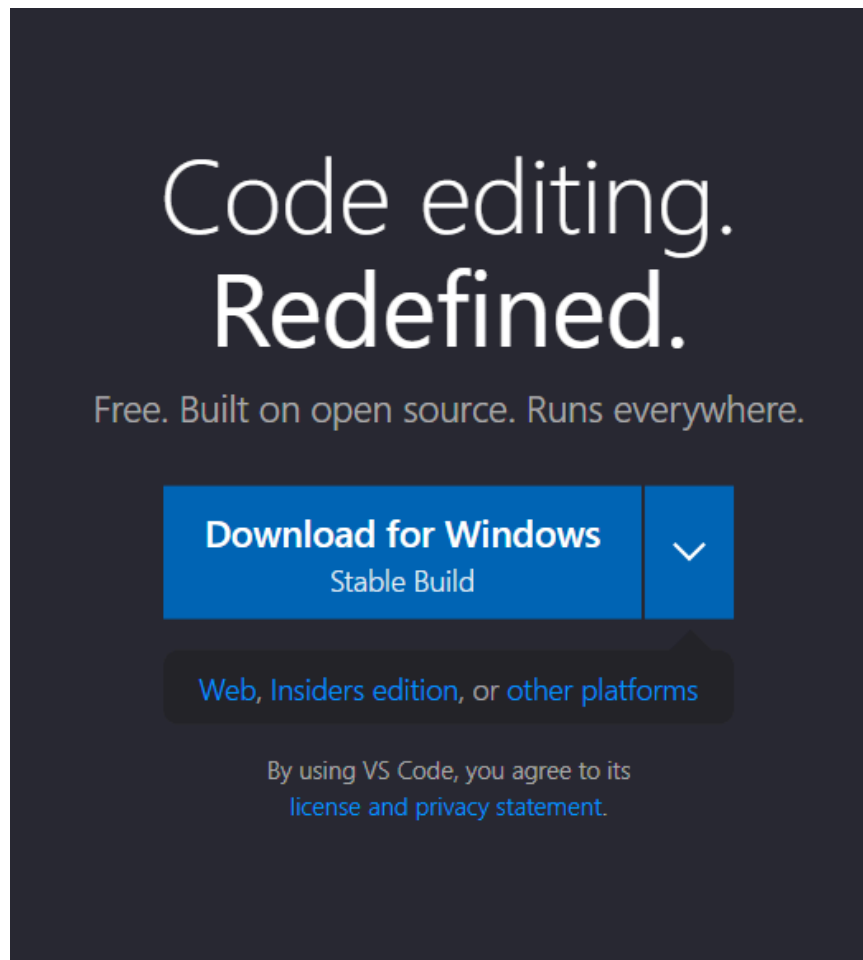 Code editing.
Redefined.
Free. Built on open source. Runs everywhere.
Download for Windows
Stable Build
Web, Insiders edition, or other platforms
By using VS Code, you agree to its
license and privacy statement.